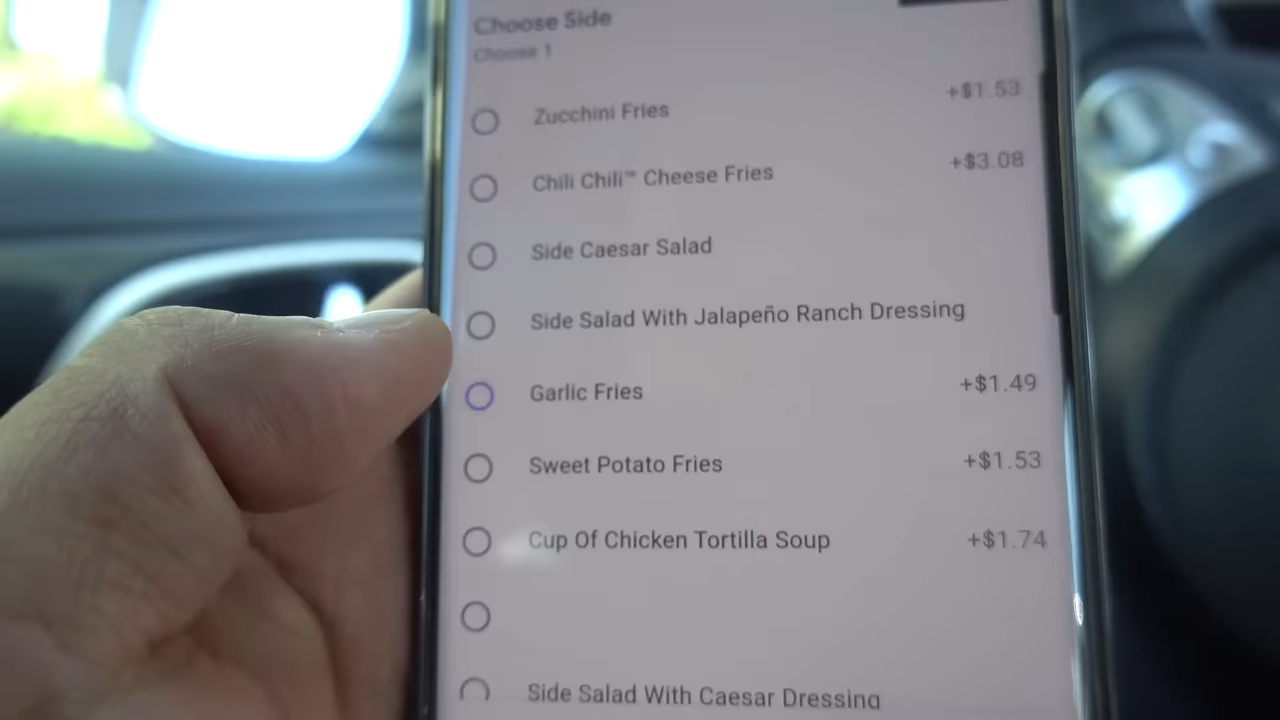 Choose Side
Choose 1
Zucchini Fries +$1.53
Chili Chili™ Cheese Fries +$3.08
Side Caesar Salad
Side Salad With Jalapeño Ranch Dressing
Garlic Fries +$1.49
Sweet Potato Fries +$1.53
Cup Of Chicken Tortilla Soup +$1.74
Side Salad With Caesar Dressing